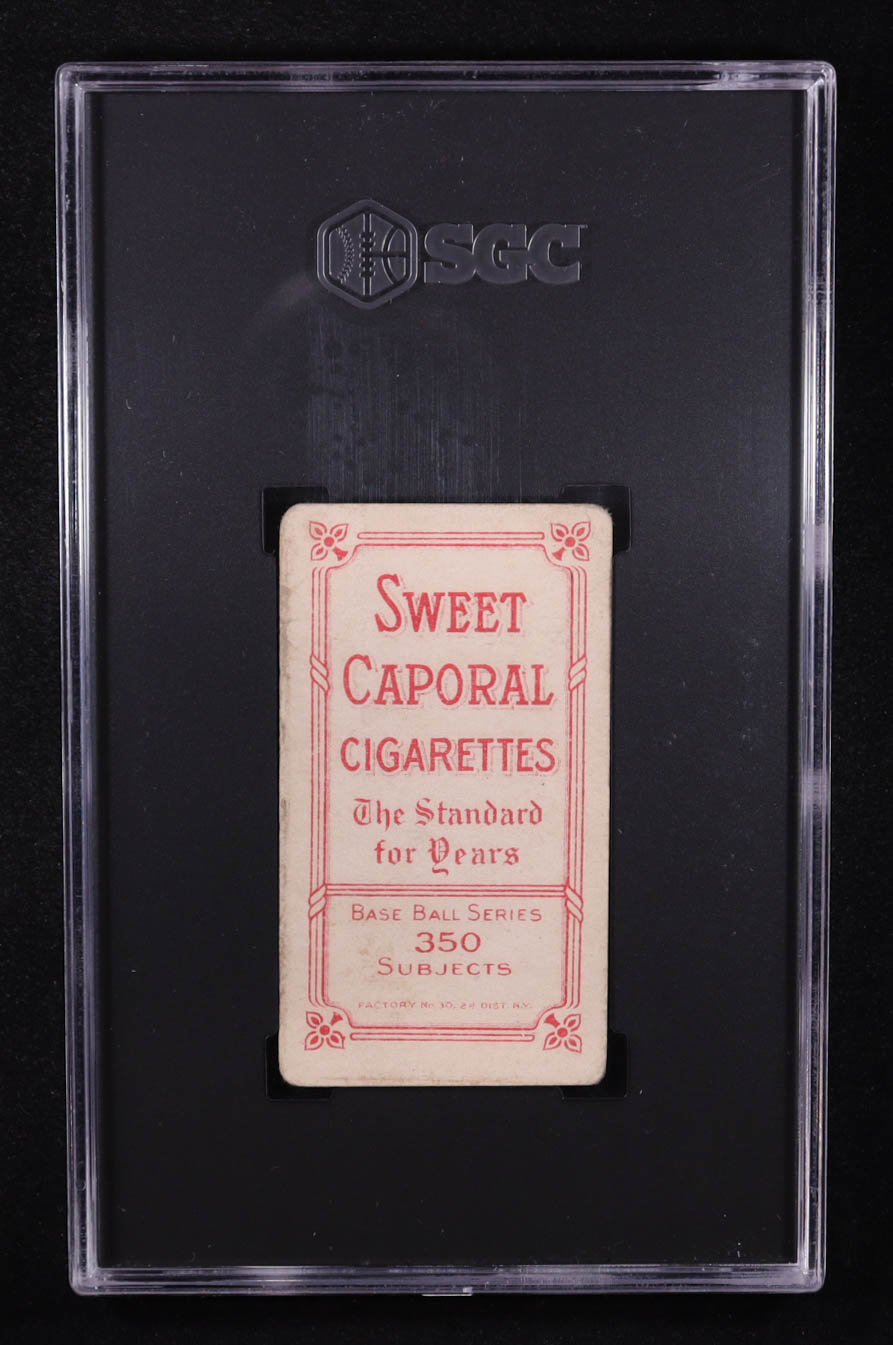 SGC
SWEET
CAPORAL
CIGARETTES
The Standard
for Years
BASE BALL SERIES
350
SUBJECTS
FACTORY No. 30, 2D DIST. N.Y.